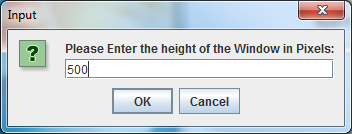 Input
Please Enter the height of the Window in Pixels:
500
OK
Cancel